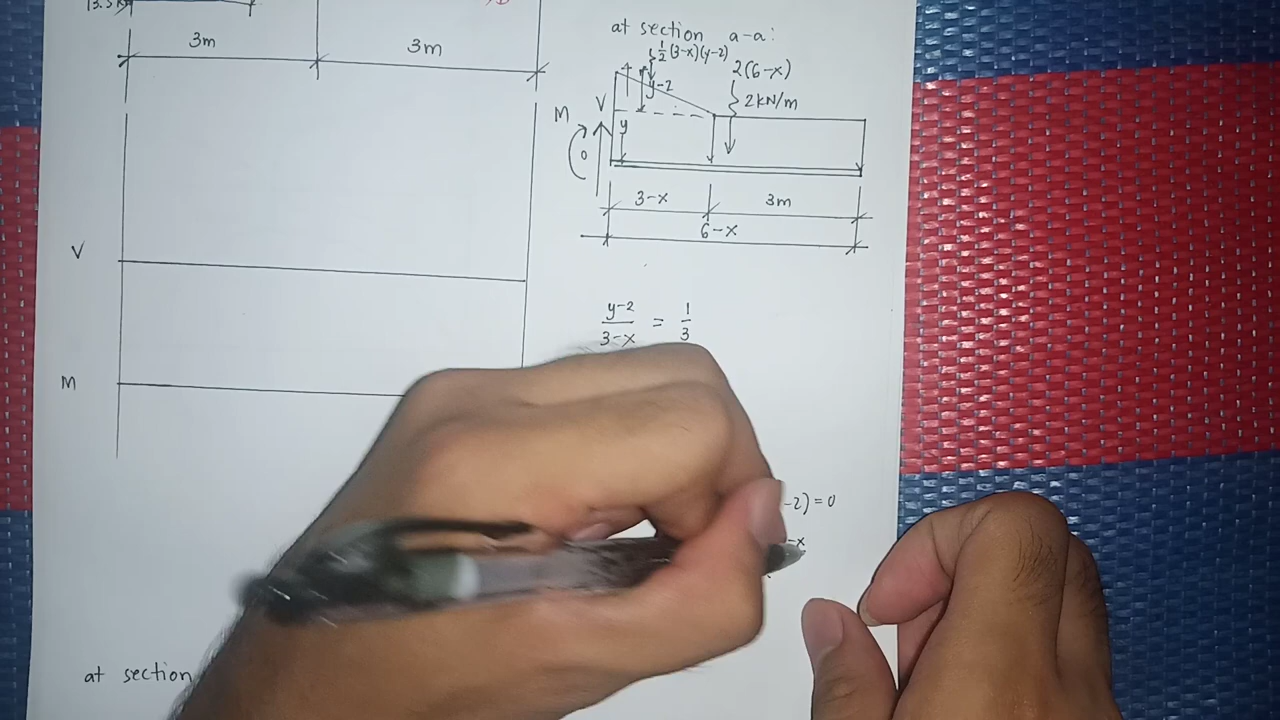 3m
3m
V
M
at section
at section a-a:
½(3-x)(y-2)
2(6-x)
y-2
2kN/m
V
M
y
0
3-x
3m
6-x
y-2 / 3-x = 1/3
-2) = 0
-x